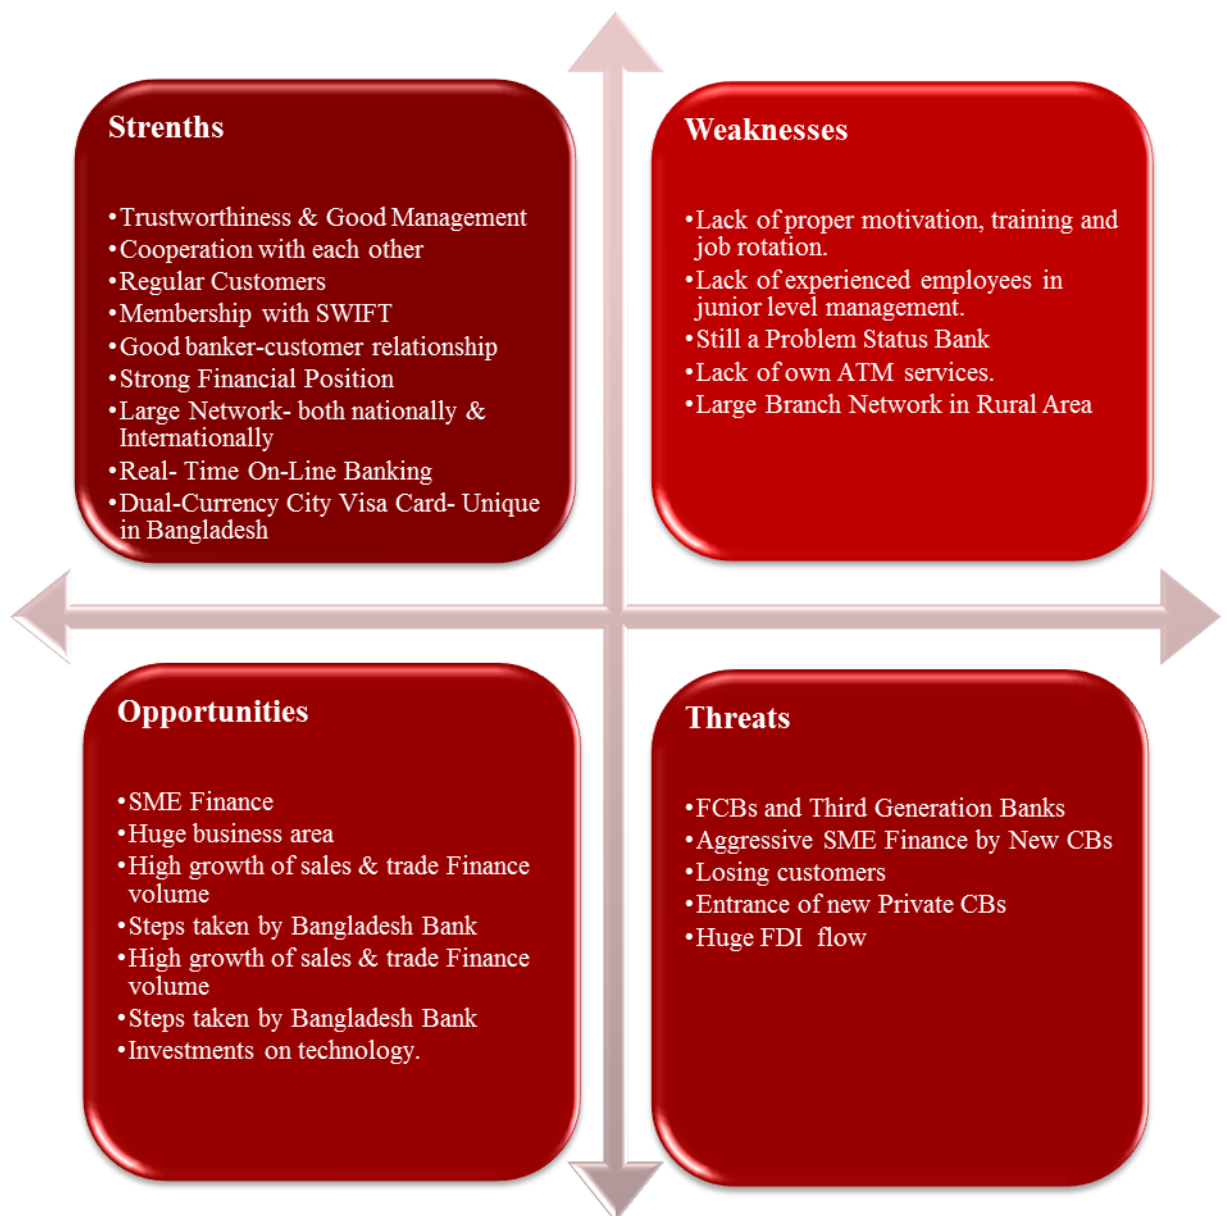 Strenths
•Trustworthiness & Good Management
•Cooperation with each other
•Regular Customers
•Membership with SWIFT
•Good banker-customer relationship
•Strong Financial Position
•Large Network- both nationally &
Internationally
•Real- Time On-Line Banking
•Dual-Currency City Visa Card- Unique
in Bangladesh
Weaknesses
•Lack of proper motivation, training and
job rotation.
•Lack of experienced employees in
junior level management.
•Still a Problem Status Bank
•Lack of own ATM services.
•Large Branch Network in Rural Area
Opportunities
•SME Finance
•Huge business area
•High growth of sales & trade Finance
volume
•Steps taken by Bangladesh Bank
•High growth of sales & trade Finance
volume
•Steps taken by Bangladesh Bank
•Investments on technology.
Threats
•FCBs and Third Generation Banks
•Aggressive SME Finance by New CBs
•Losing customers
•Entrance of new Private CBs
•Huge FDI flow